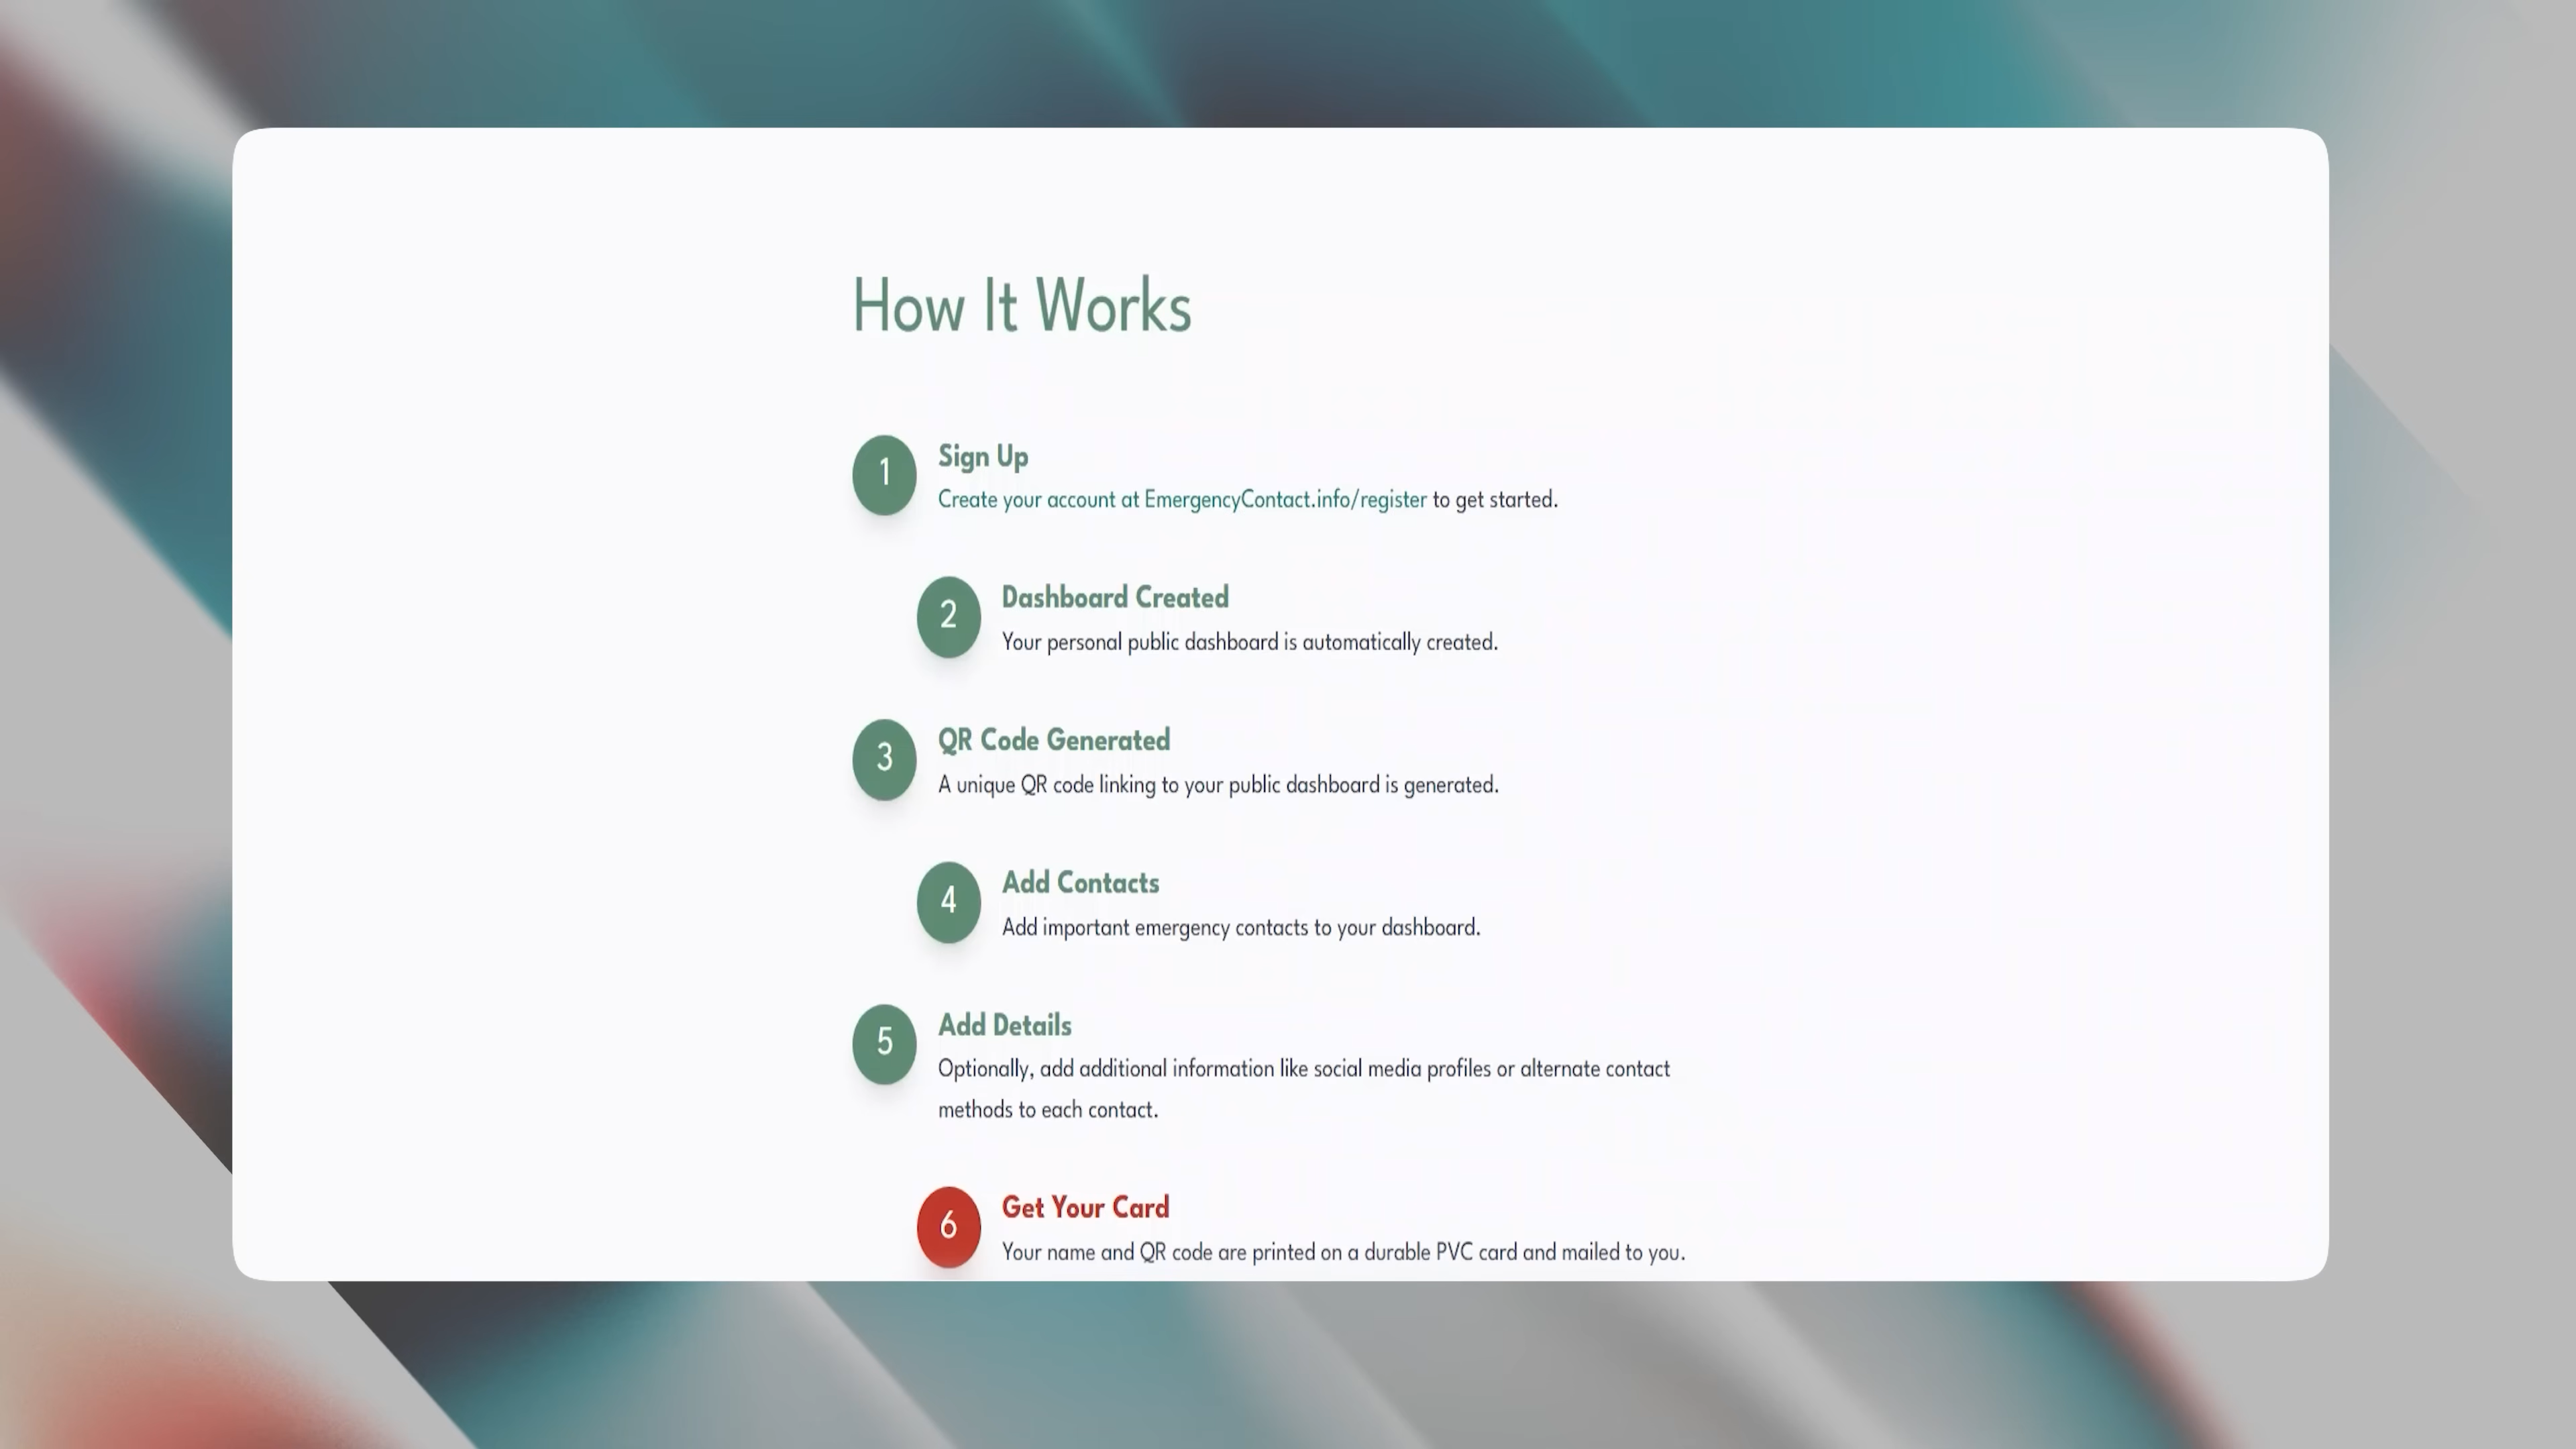 How It Works
1
Sign Up
Create your account at EmergencyContact.info/register to get started.
2
Dashboard Created
Your personal public dashboard is automatically created.
3
QR Code Generated
A unique QR code linking to your public dashboard is generated.
4
Add Contacts
Add important emergency contacts to your dashboard.
5
Add Details
Optionally, add additional information like social media profiles or alternate contact
methods to each contact.
6
Get Your Card
Your name and QR code are printed on a durable PVC card and mailed to you.